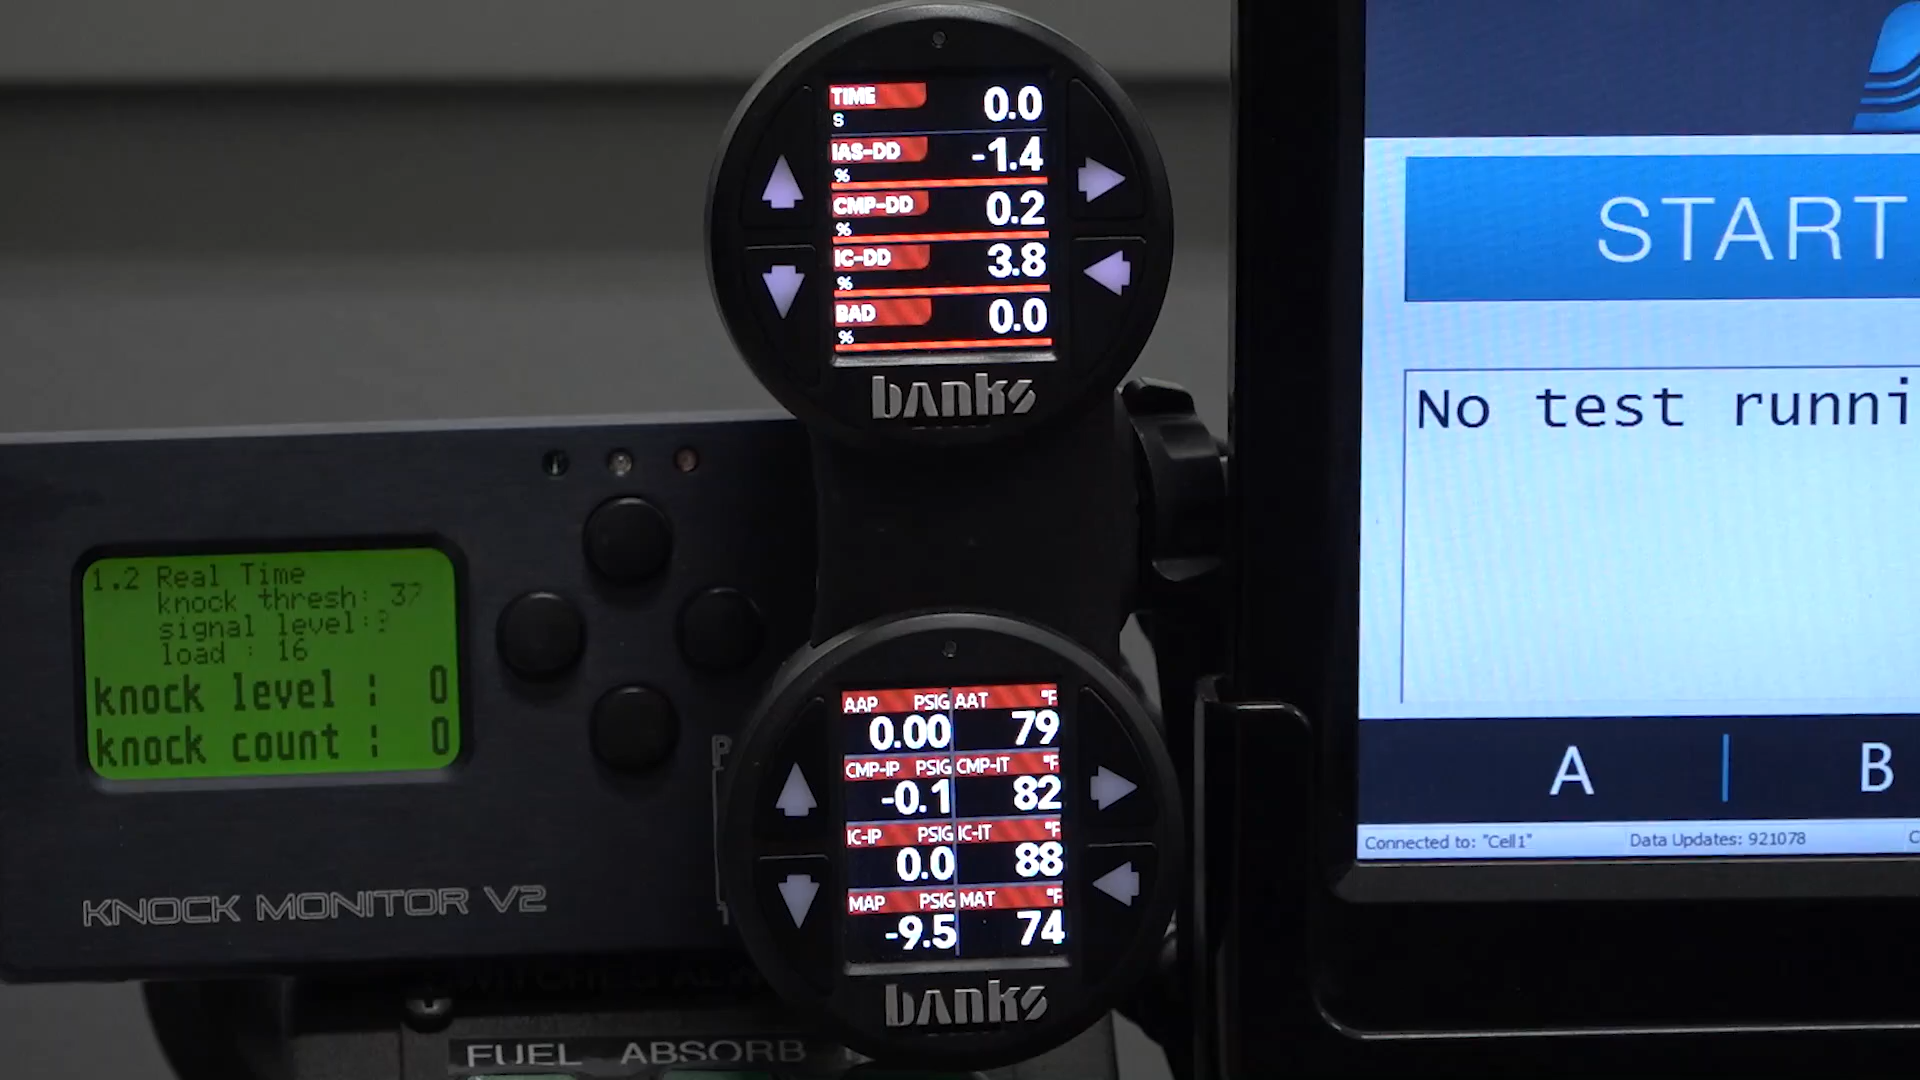 TIME 0.0
S
IAS-DD -1.4
%
CMP-DD 0.2
%
IC-DD 3.8
%
BAD 0.0
%
banks
1.2 Real Time
knock thresh: 37
signal level:
load : 16
knock level : 0
knock count : 0
KNOCK MONITOR V2
AAP PSIG AAT °F
0.00 79
CMP-IP PSIG CMP-IT °F
-0.1 82
IC-IP PSIG IC-IT °F
0.0 88
MAP PSIG MAT °F
-9.5 74
banks
FUEL ABSORB
START
No test runni
A | B
Connected to: "Cell1" Data Updates: 921078